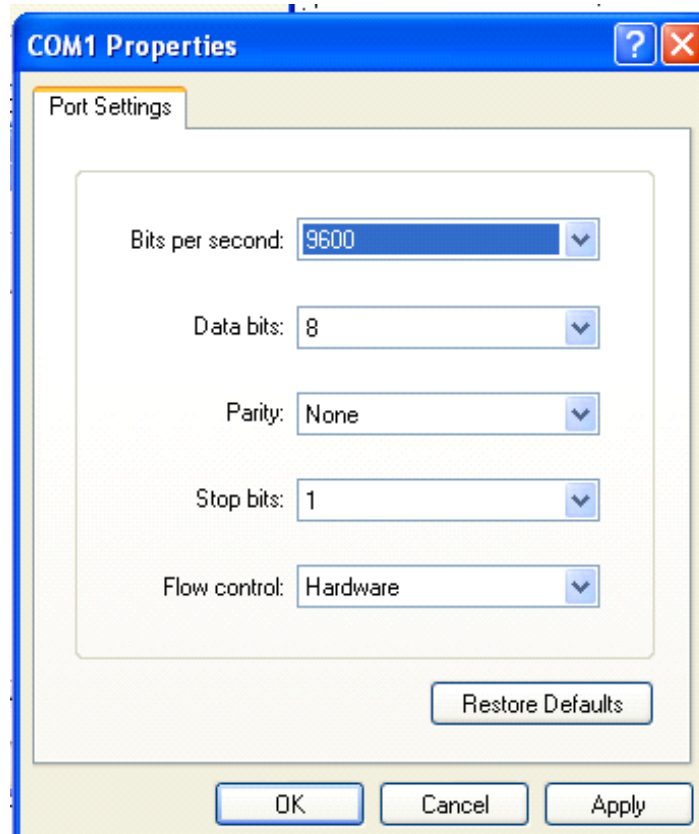 COM1 Properties
Port Settings
Bits per second: 9600
Data bits: 8
Parity: None
Stop bits: 1
Flow control: Hardware
Restore Defaults
OK Cancel Apply